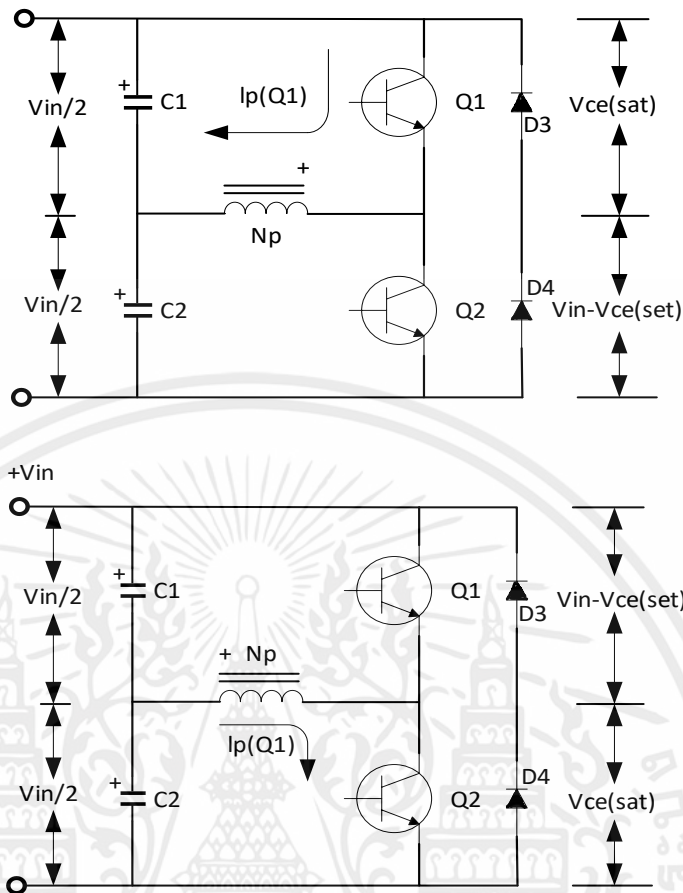 Vin/2
+
C1
Ip(Q1)
Q1
D3
Vce(sat)
+
Np
Vin/2
+
C2
Q2
D4
Vin-Vce(set)
+Vin
Vin/2
+
C1
Q1
D3
Vin-Vce(set)
+ Np
Ip(Q1)
Vin/2
+
C2
Q2
D4
Vce(sat)